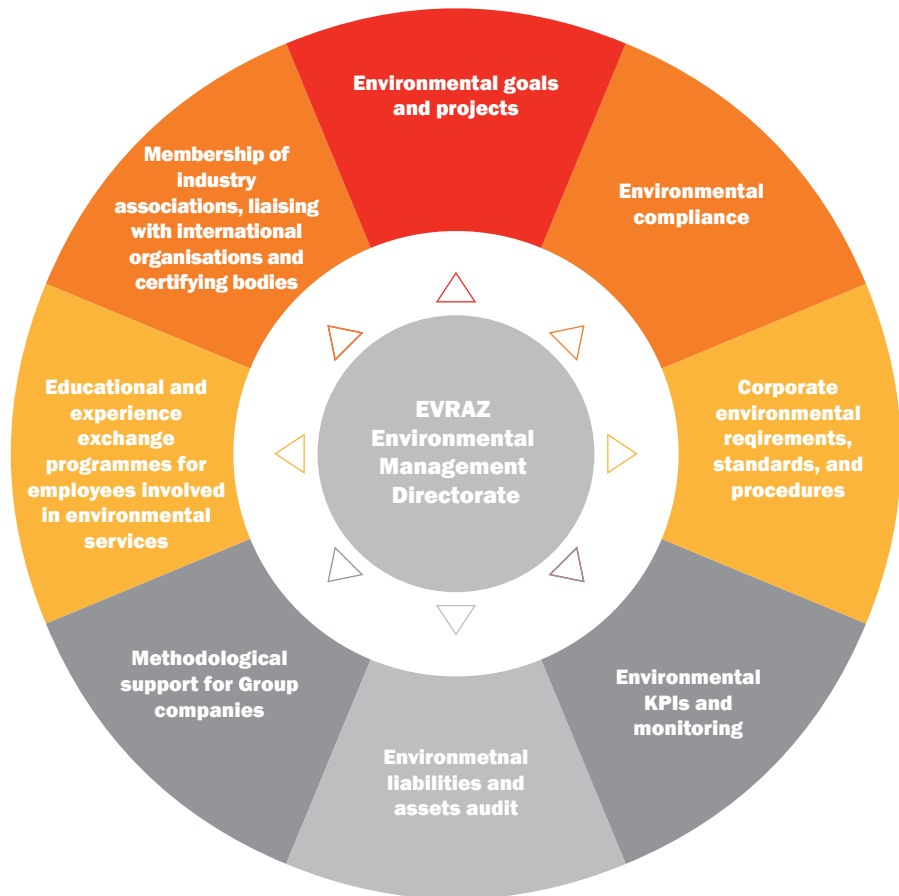 Environmental goals
and projects
Environmental
compliance
Corporate
environmental
reqirements,
standards, and
procedures
Environmental
KPIs and
monitoring
Environmetnal
liabilities and
assets audit
Methodological
support for Group
companies
Educational and
experience
exchange
programmes for
employees involved
in environmental
services
Membership of
industry
associations, liaising
with international
organisations and
certifying bodies
EVRAZ
Environmental
Management
Directorate